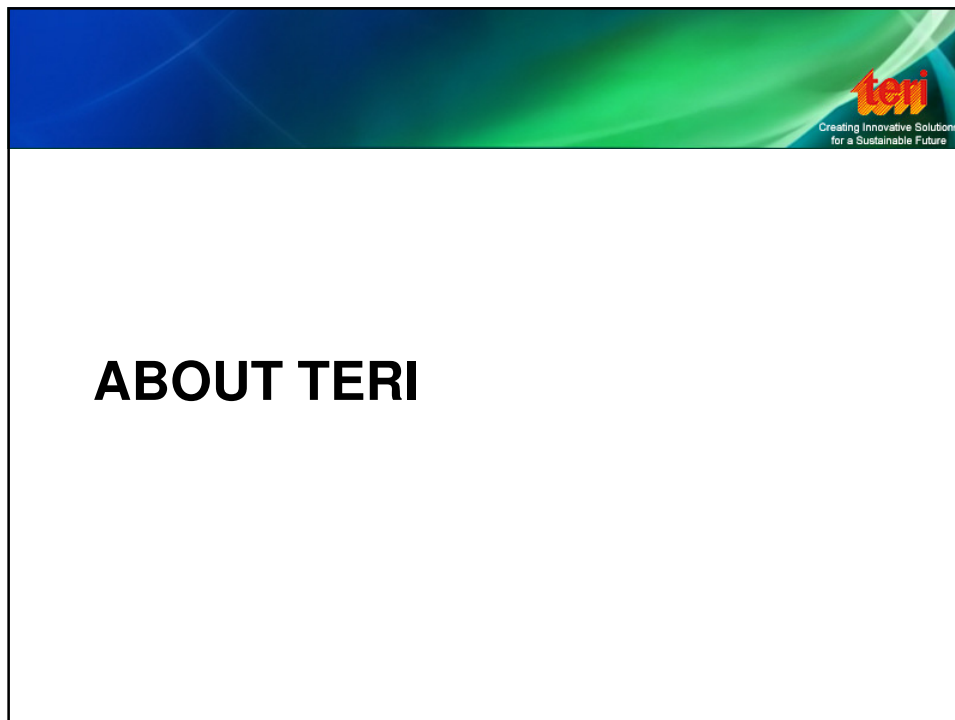 teri
Creating Innovative Solutions
for a Sustainable Future
ABOUT TERI